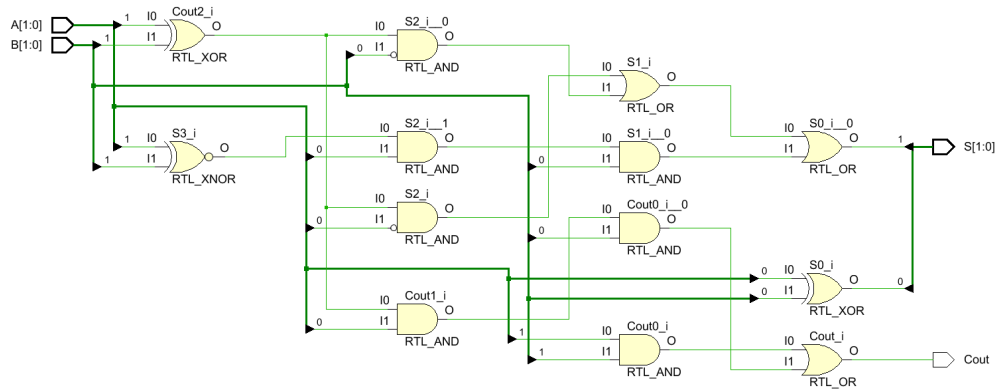 A[1:0]
B[1:0]
1
1
I0
I1
Cout2_i
O
RTL_XOR
1
1
I0
I1
S3_i
O
RTL_XNOR
S2_i__0
I0
0
I1
O
RTL_AND
S2_i__1
I0
0
I1
O
RTL_AND
S2_i
I0
0
I1
O
RTL_AND
Cout1_i
I0
0
I1
O
RTL_AND
S1_i
I0
I1
O
RTL_OR
S1_i__0
I0
0
I1
O
RTL_AND
Cout0_i__0
I0
0
I1
O
RTL_AND
Cout0_i
1
I0
1
I1
O
RTL_AND
S0_i__0
I0
I1
O
RTL_OR
S0_i
0
I0
0
I1
O
RTL_XOR
Cout_i
I0
I1
O
RTL_OR
1
0
S[1:0]
Cout